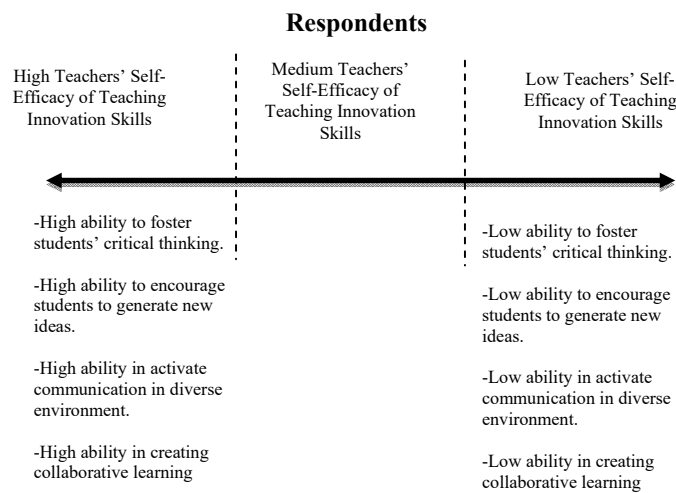 Respondents
High Teachers’ Self-
Efficacy of Teaching
Innovation Skills
Medium Teachers’
Self-Efficacy of
Teaching Innovation
Skills
Low Teachers’ Self-
Efficacy of Teaching
Innovation Skills
-High ability to foster
students’ critical thinking.
-High ability to encourage
students to generate new
ideas.
-High ability in activate
communication in diverse
environment.
-High ability in creating
collaborative learning
-Low ability to foster
students’ critical thinking.
-Low ability to encourage
students to generate new
ideas.
-Low ability in activate
communication in diverse
environment.
-Low ability in creating
collaborative learning